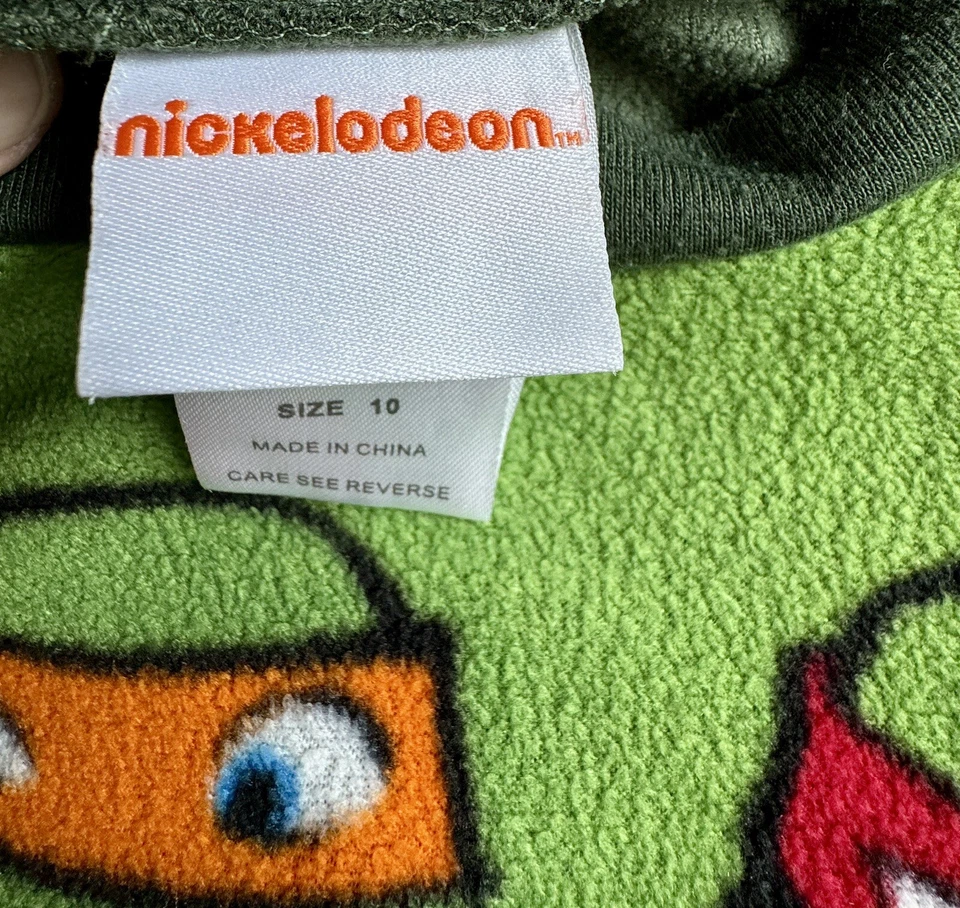 nickelodeon™
SIZE 10
MADE IN CHINA
CARE SEE REVERSE